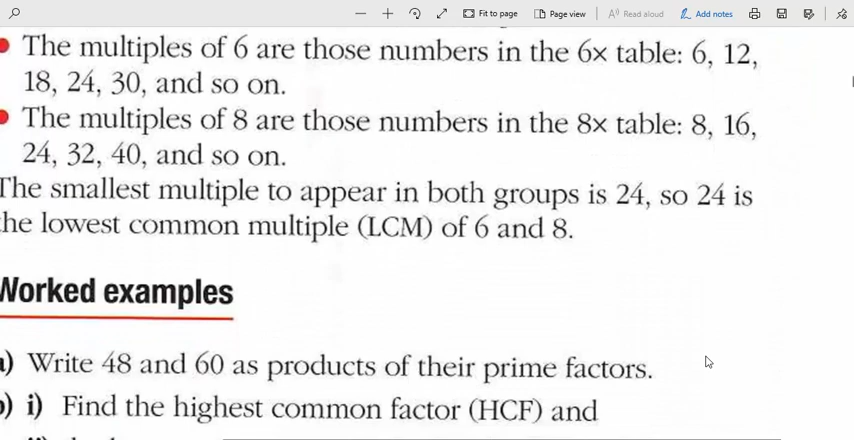 Fit to page Page view Read aloud Add notes
The multiples of 6 are those numbers in the 6x table: 6, 12,
18, 24, 30, and so on.
The multiples of 8 are those numbers in the 8x table: 8, 16,
24, 32, 40, and so on.
The smallest multiple to appear in both groups is 24, so 24 is
the lowest common multiple (LCM) of 6 and 8.
Worked examples
a) Write 48 and 60 as products of their prime factors.
b) i) Find the highest common factor (HCF) and